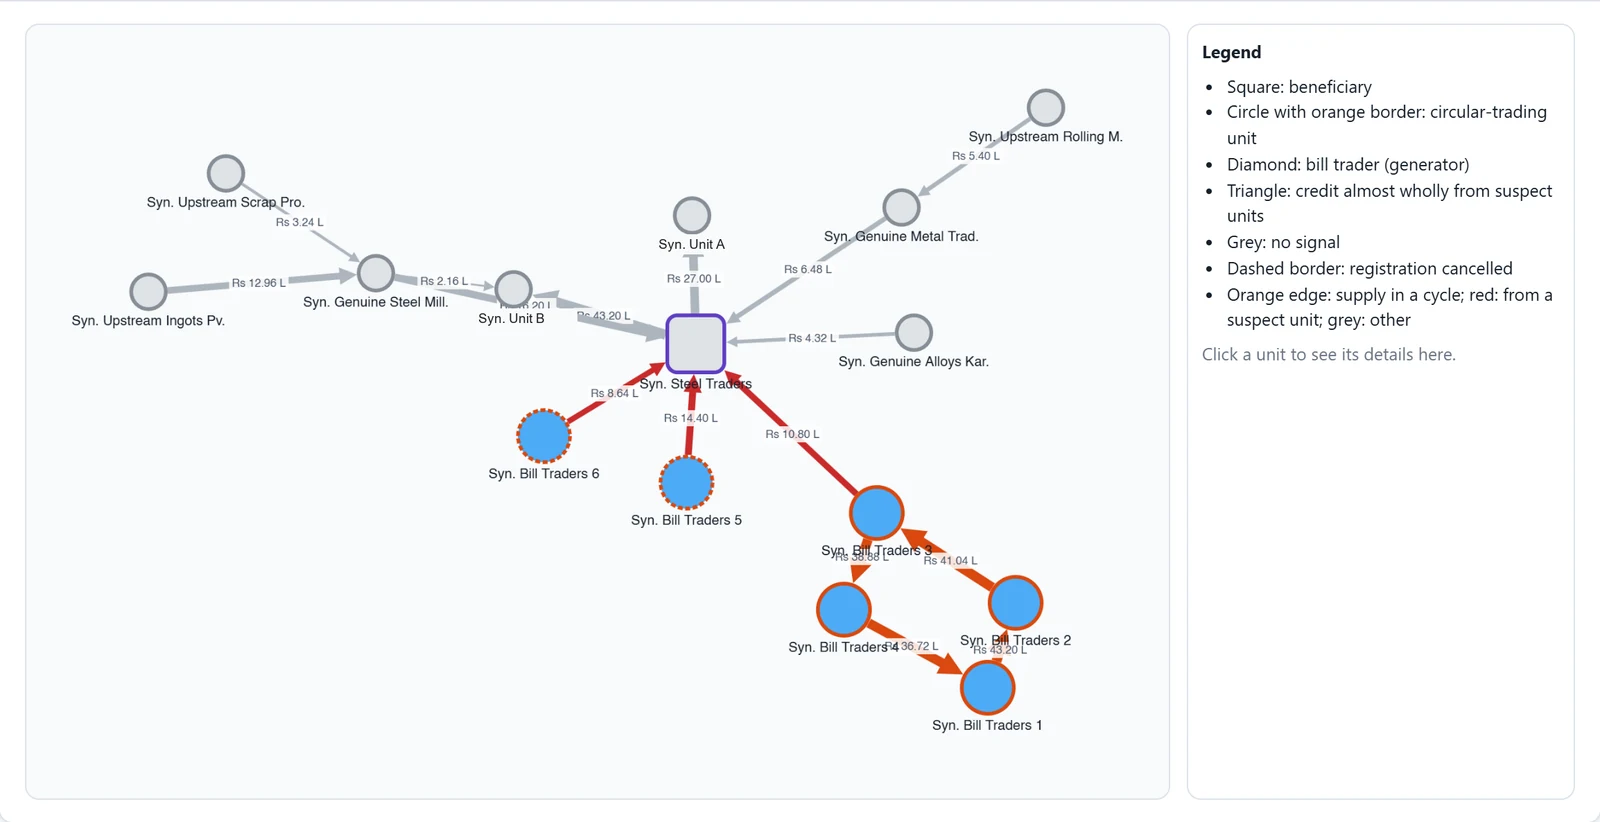 Syn. Upstream Rolling M.
Rs 5.40 L
Syn. Upstream Scrap Pro.
Rs 3.24 L
Syn. Genuine Metal Trad.
Syn. Unit A
Rs 6.48 L
Rs 27.00 L
Rs 12.96 L
Rs 2.16 L
Syn. Genuine Steel Mill.
Syn. Upstream Ingots Pv.
Syn. Unit B
Rs 43.20 L
Rs 4.32 L
Syn. Genuine Alloys Kar.
Syn. Steel Traders
Rs 8.64 L
Rs 14.40 L
Rs 10.80 L
Syn. Bill Traders 6
Syn. Bill Traders 5
Syn. Bill Traders 3
Rs 38.88 L
Rs 41.04 L
Syn. Bill Traders 4
Rs 36.72 L
Syn. Bill Traders 2
Rs 43.20 L
Syn. Bill Traders 1
Legend
Square: beneficiary
Circle with orange border: circular-trading
unit
Diamond: bill trader (generator)
Triangle: credit almost wholly from suspect
units
Grey: no signal
Dashed border: registration cancelled
Orange edge: supply in a cycle; red: from a
suspect unit; grey: other
Click a unit to see its details here.